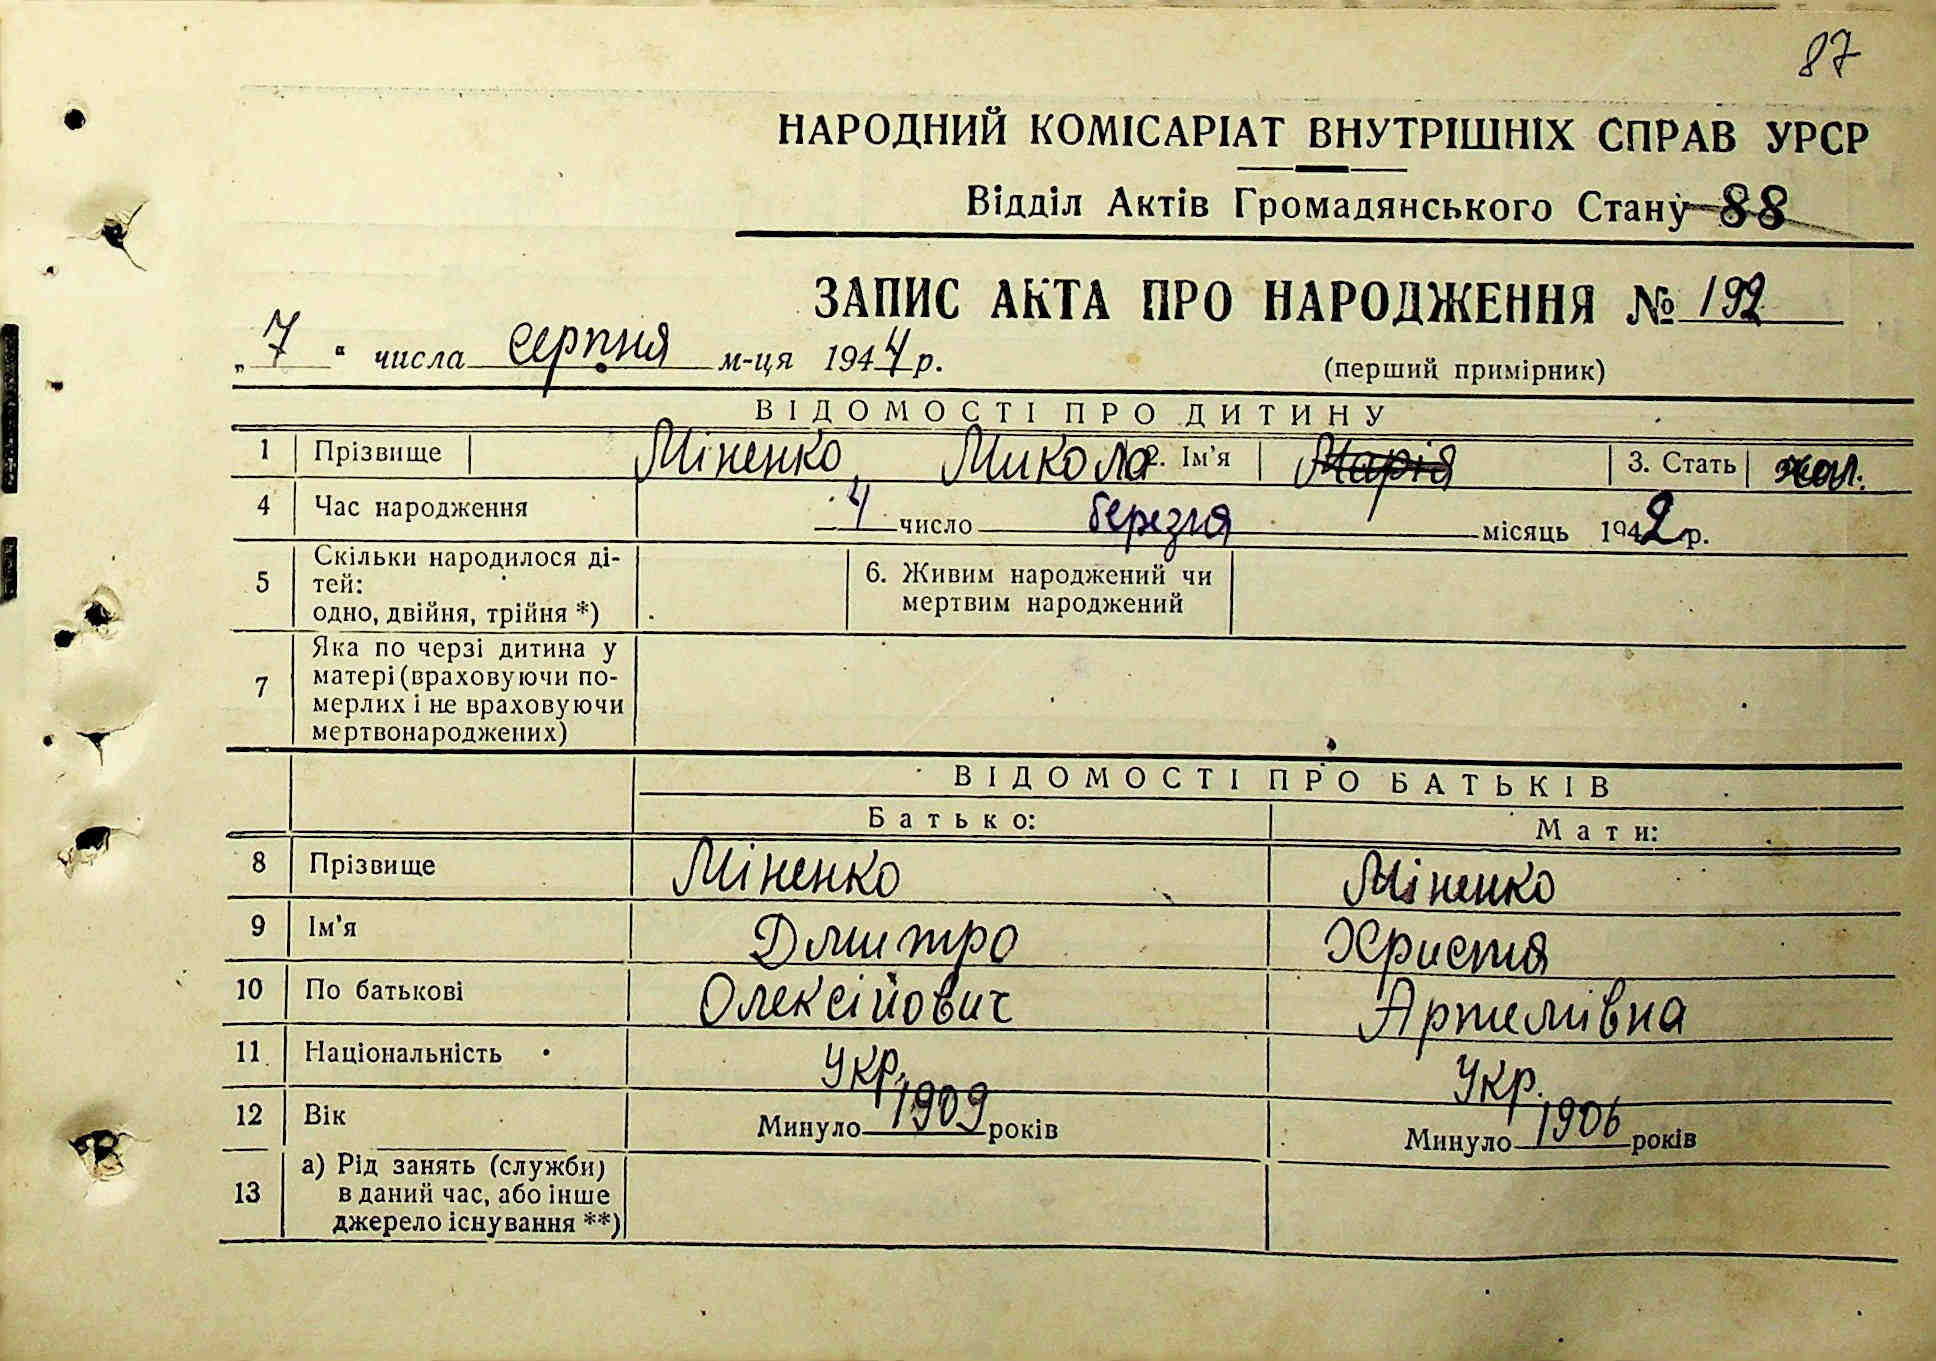 87
НАРОДНИЙ КОМІСАРІАТ ВНУТРІШНІХ СПРАВ УРСР
Відділ Актів Громадянського Стану 88
ЗАПИС АКТА ПРО НАРОДЖЕННЯ № 192
„7“ числа серпня м-ця 1944 р.
(перший примірник)
ВІДОМОСТІ ПРО ДИТИНУ
1 Прізвище Міненко Микола 2. Ім’я Марія 3. Стать
4 Час народження 4 число березня місяць 1942 р.
5 Скільки народилося ді-
тей:
одно, двійня, трійня *)
6. Живим народжений чи
мертвим народжений
7 Яка по черзі дитина у
матері (враховуючи по-
мерлих і не враховуючи
мертвонароджених)
ВІДОМОСТІ ПРО БАТЬКІВ
Батько: Мати:
8 Прізвище Міненко Міненко
9 Ім’я Дмитро Христя
10 По батькові Олексійович Артемівна
11 Національність Укр. Укр.
12 Вік Минуло 1909 років Минуло 1906 років
13 а) Рід занять (служби)
в даний час, або інше
джерело існування **)